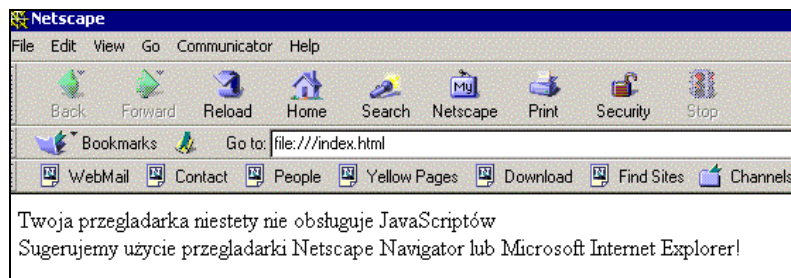 Netscape
File Edit View Go Communicator Help
Back Forward Reload Home Search My Netscape Print Security Stop
Bookmarks Go to: file:///index.html
WebMail Contact People Yellow Pages Download Find Sites Channels
Twoja przegladarka niestety nie obsługuje JavaScriptów
Sugerujemy użycie przegladarki Netscape Navigator lub Microsoft Internet Explorer!